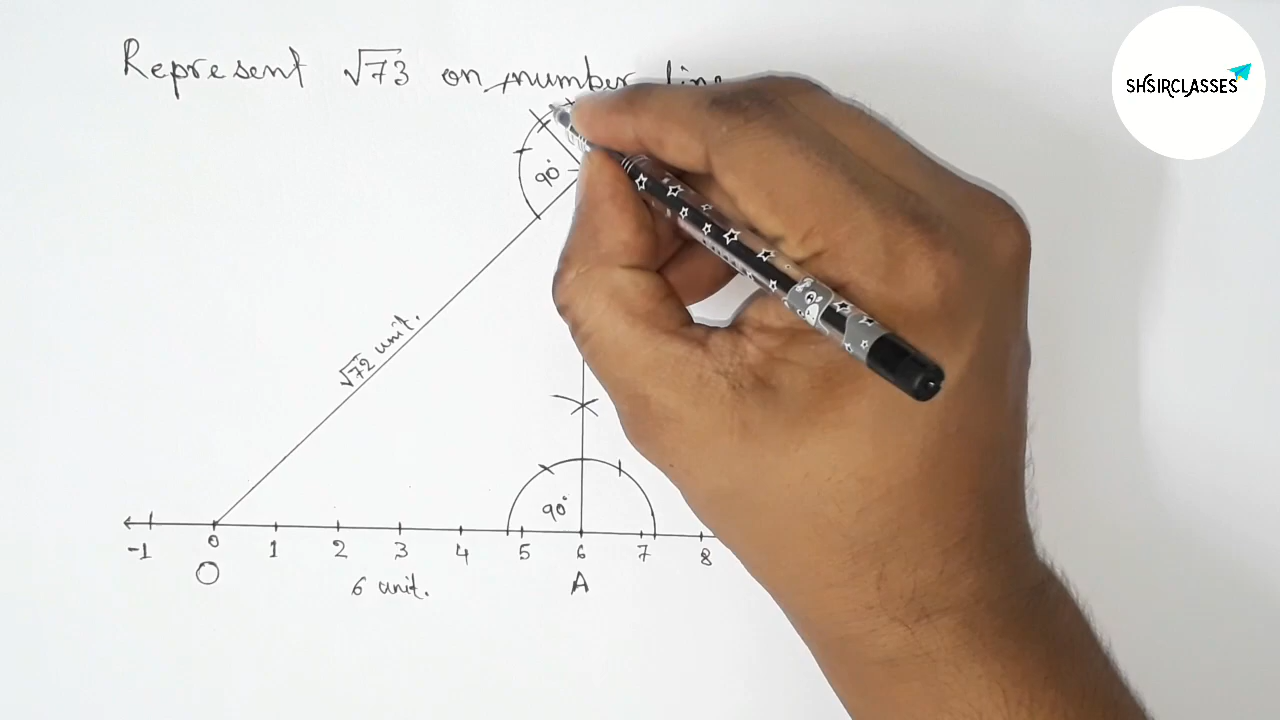 Represent √73 on number line
SHSIRCLASSES
90°
√72 unit.
90°
-1 0 1 2 3 4 5 6 7 8
O 6 unit. A